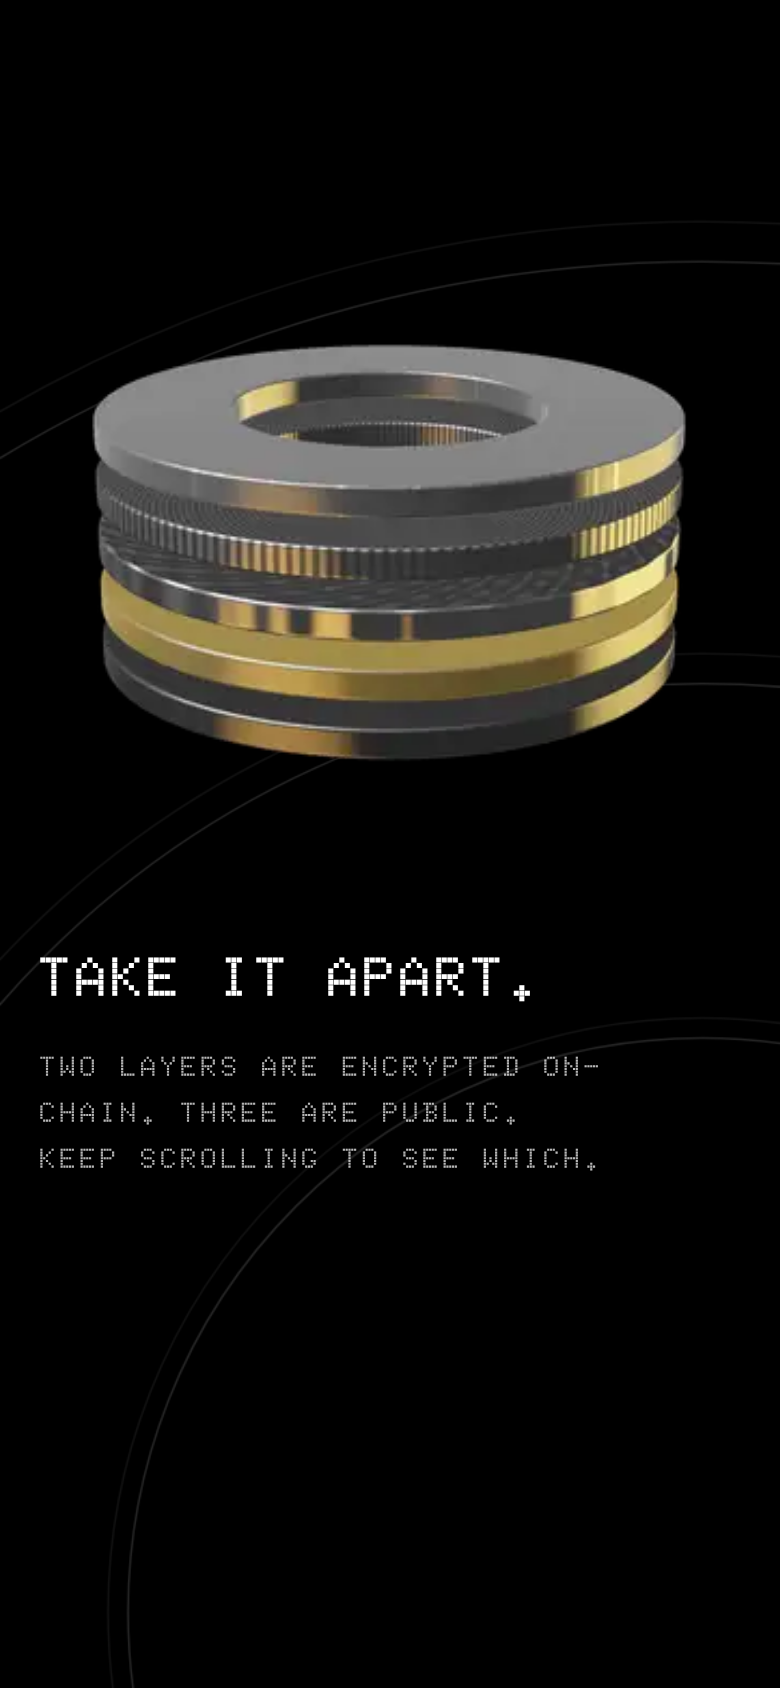 TAKE IT APART.
TWO LAYERS ARE ENCRYPTED ON-
CHAIN. THREE ARE PUBLIC.
KEEP SCROLLING TO SEE WHICH.